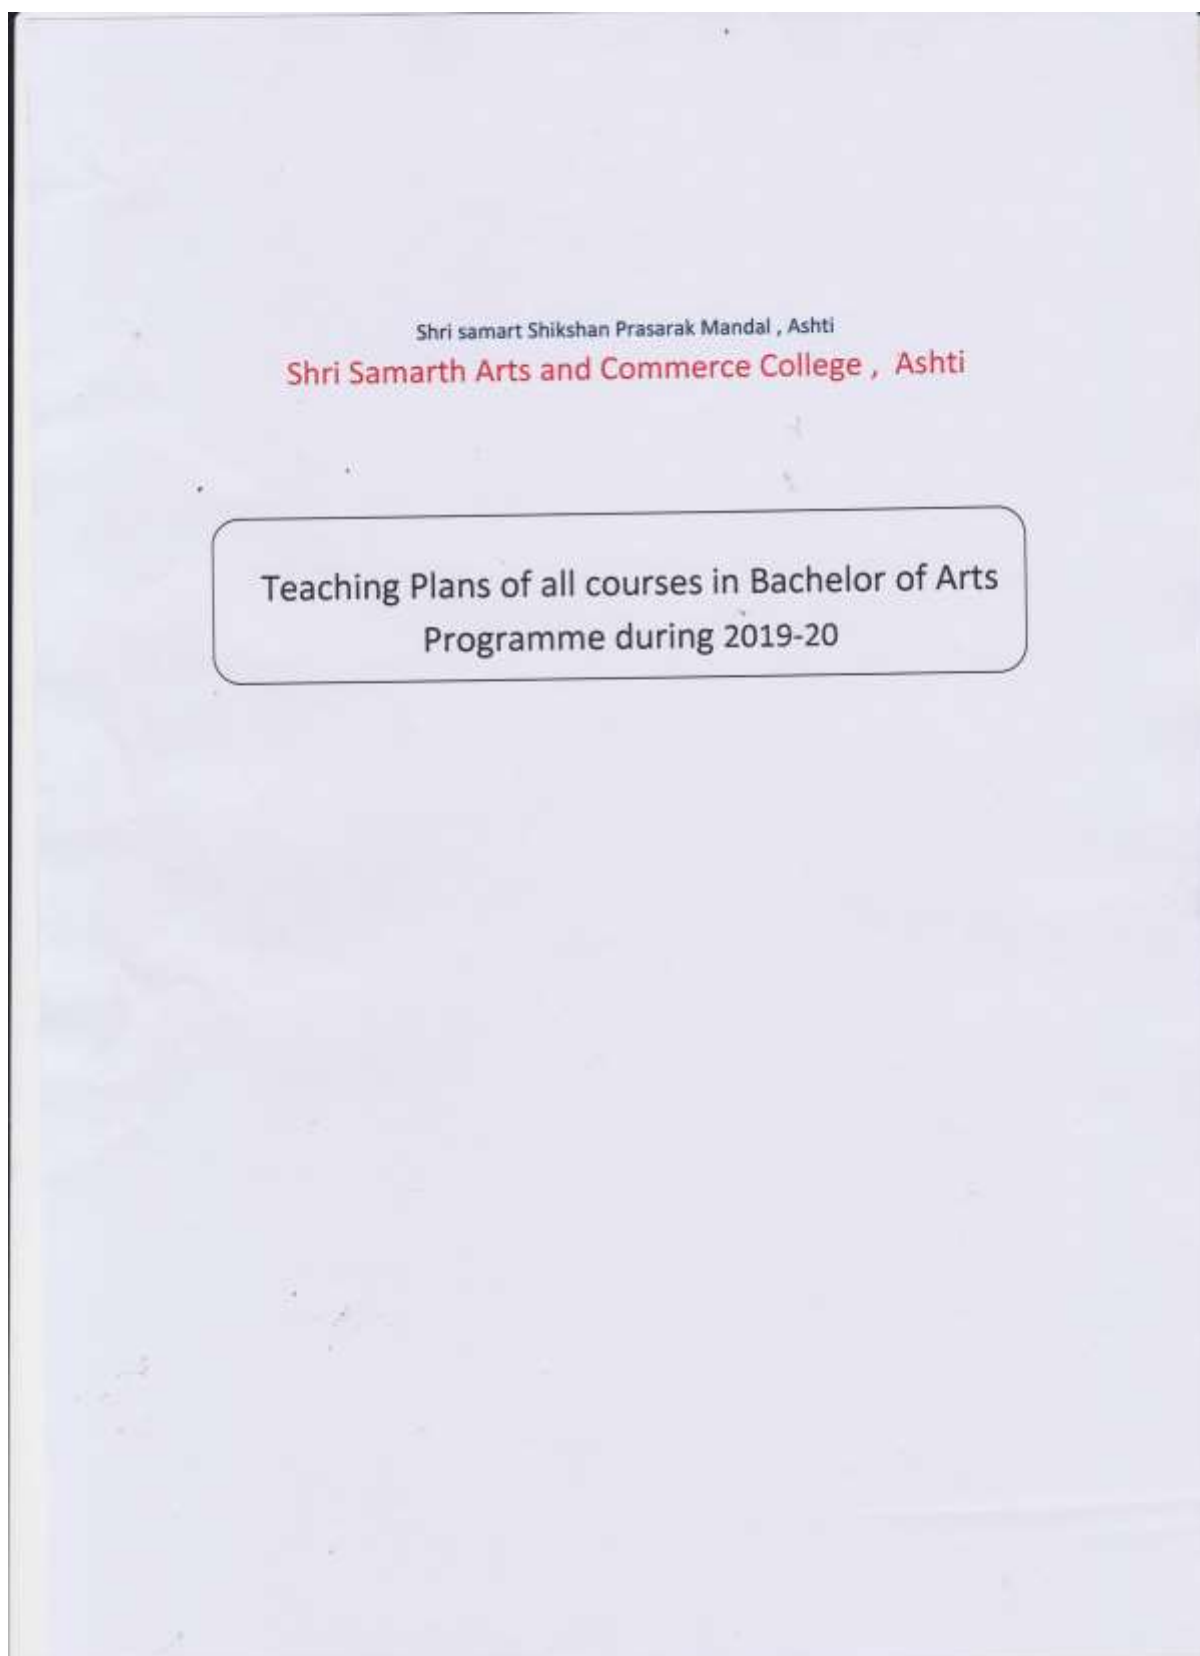 Shri samart Shikshan Prasarak Mandal , Ashti
Shri Samarth Arts and Commerce College , Ashti
Teaching Plans of all courses in Bachelor of Arts
Programme during 2019-20